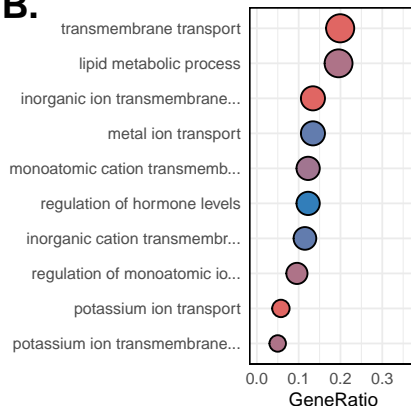 B.
transmembrane transport
lipid metabolic process
inorganic ion transmembrane...
metal ion transport
monoatomic cation transmemb...
regulation of hormone levels
inorganic cation transmembr...
regulation of monoatomic io...
potassium ion transport
potassium ion transmembrane...
0.0 0.1 0.2 0.3
GeneRatio